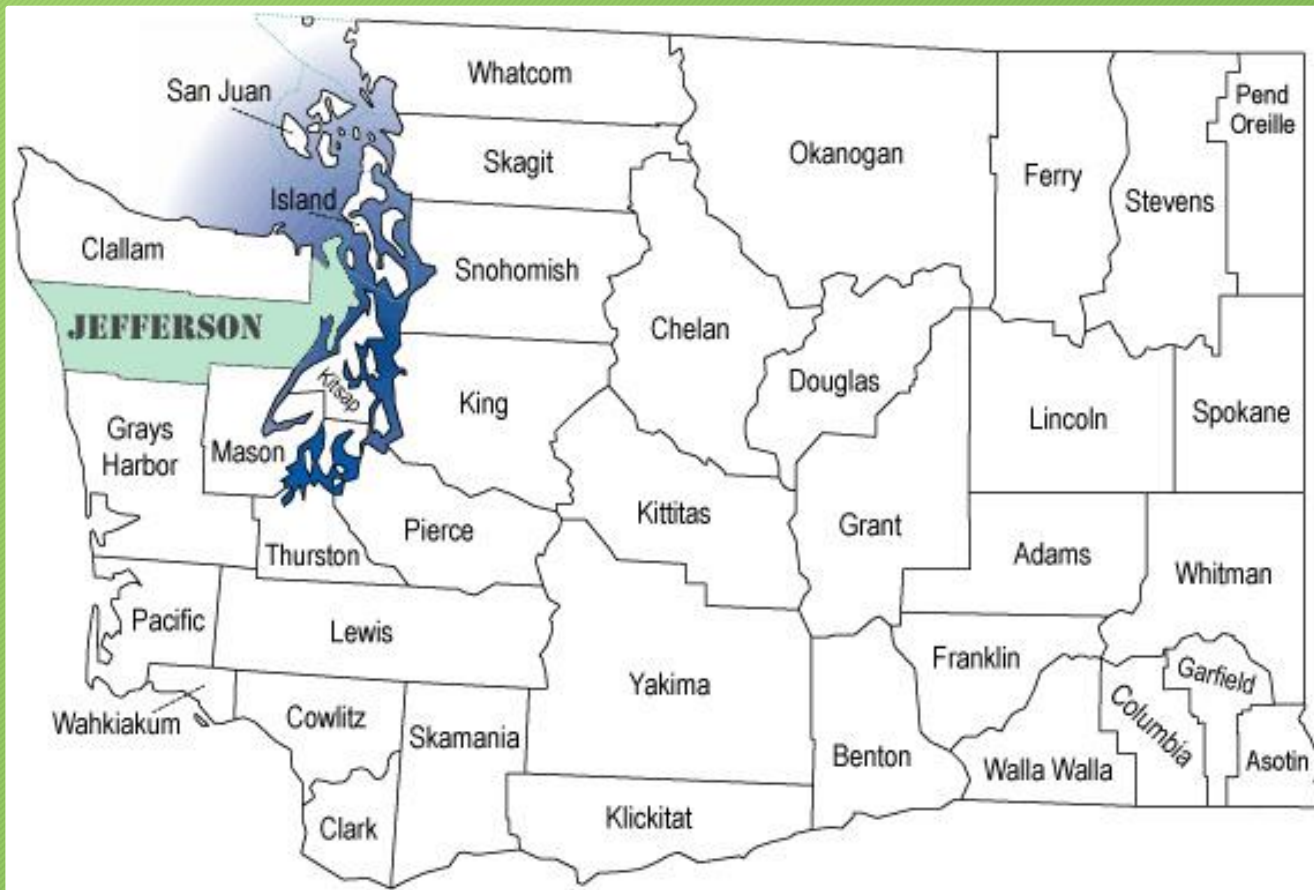 Whatcom
San Juan
Skagit
Okanogan
Ferry
Stevens
Pend
Oreille
Island
Clallam
Snohomish
Chelan
JEFFERSON
Kitsap
King
Douglas
Lincoln
Spokane
Grays
Harbor
Mason
Kittitas
Grant
Pierce
Thurston
Adams
Whitman
Pacific
Lewis
Yakima
Franklin
Garfield
Wahkiakum
Cowlitz
Skamania
Columbia
Benton
Walla Walla
Asotin
Clark
Klickitat